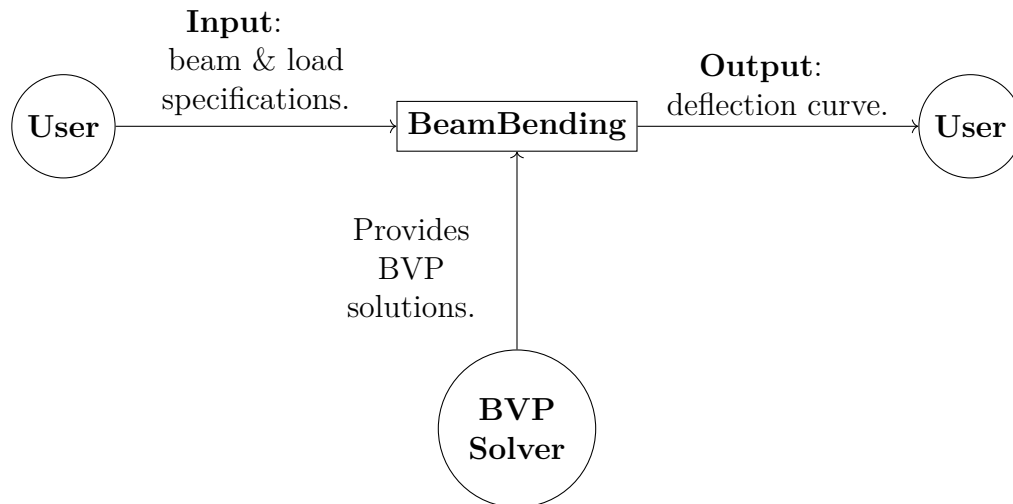 Input:
beam & load
specifications.
Output:
deflection curve.
User
BeamBending
User
Provides
BVP
solutions.
BVP
Solver